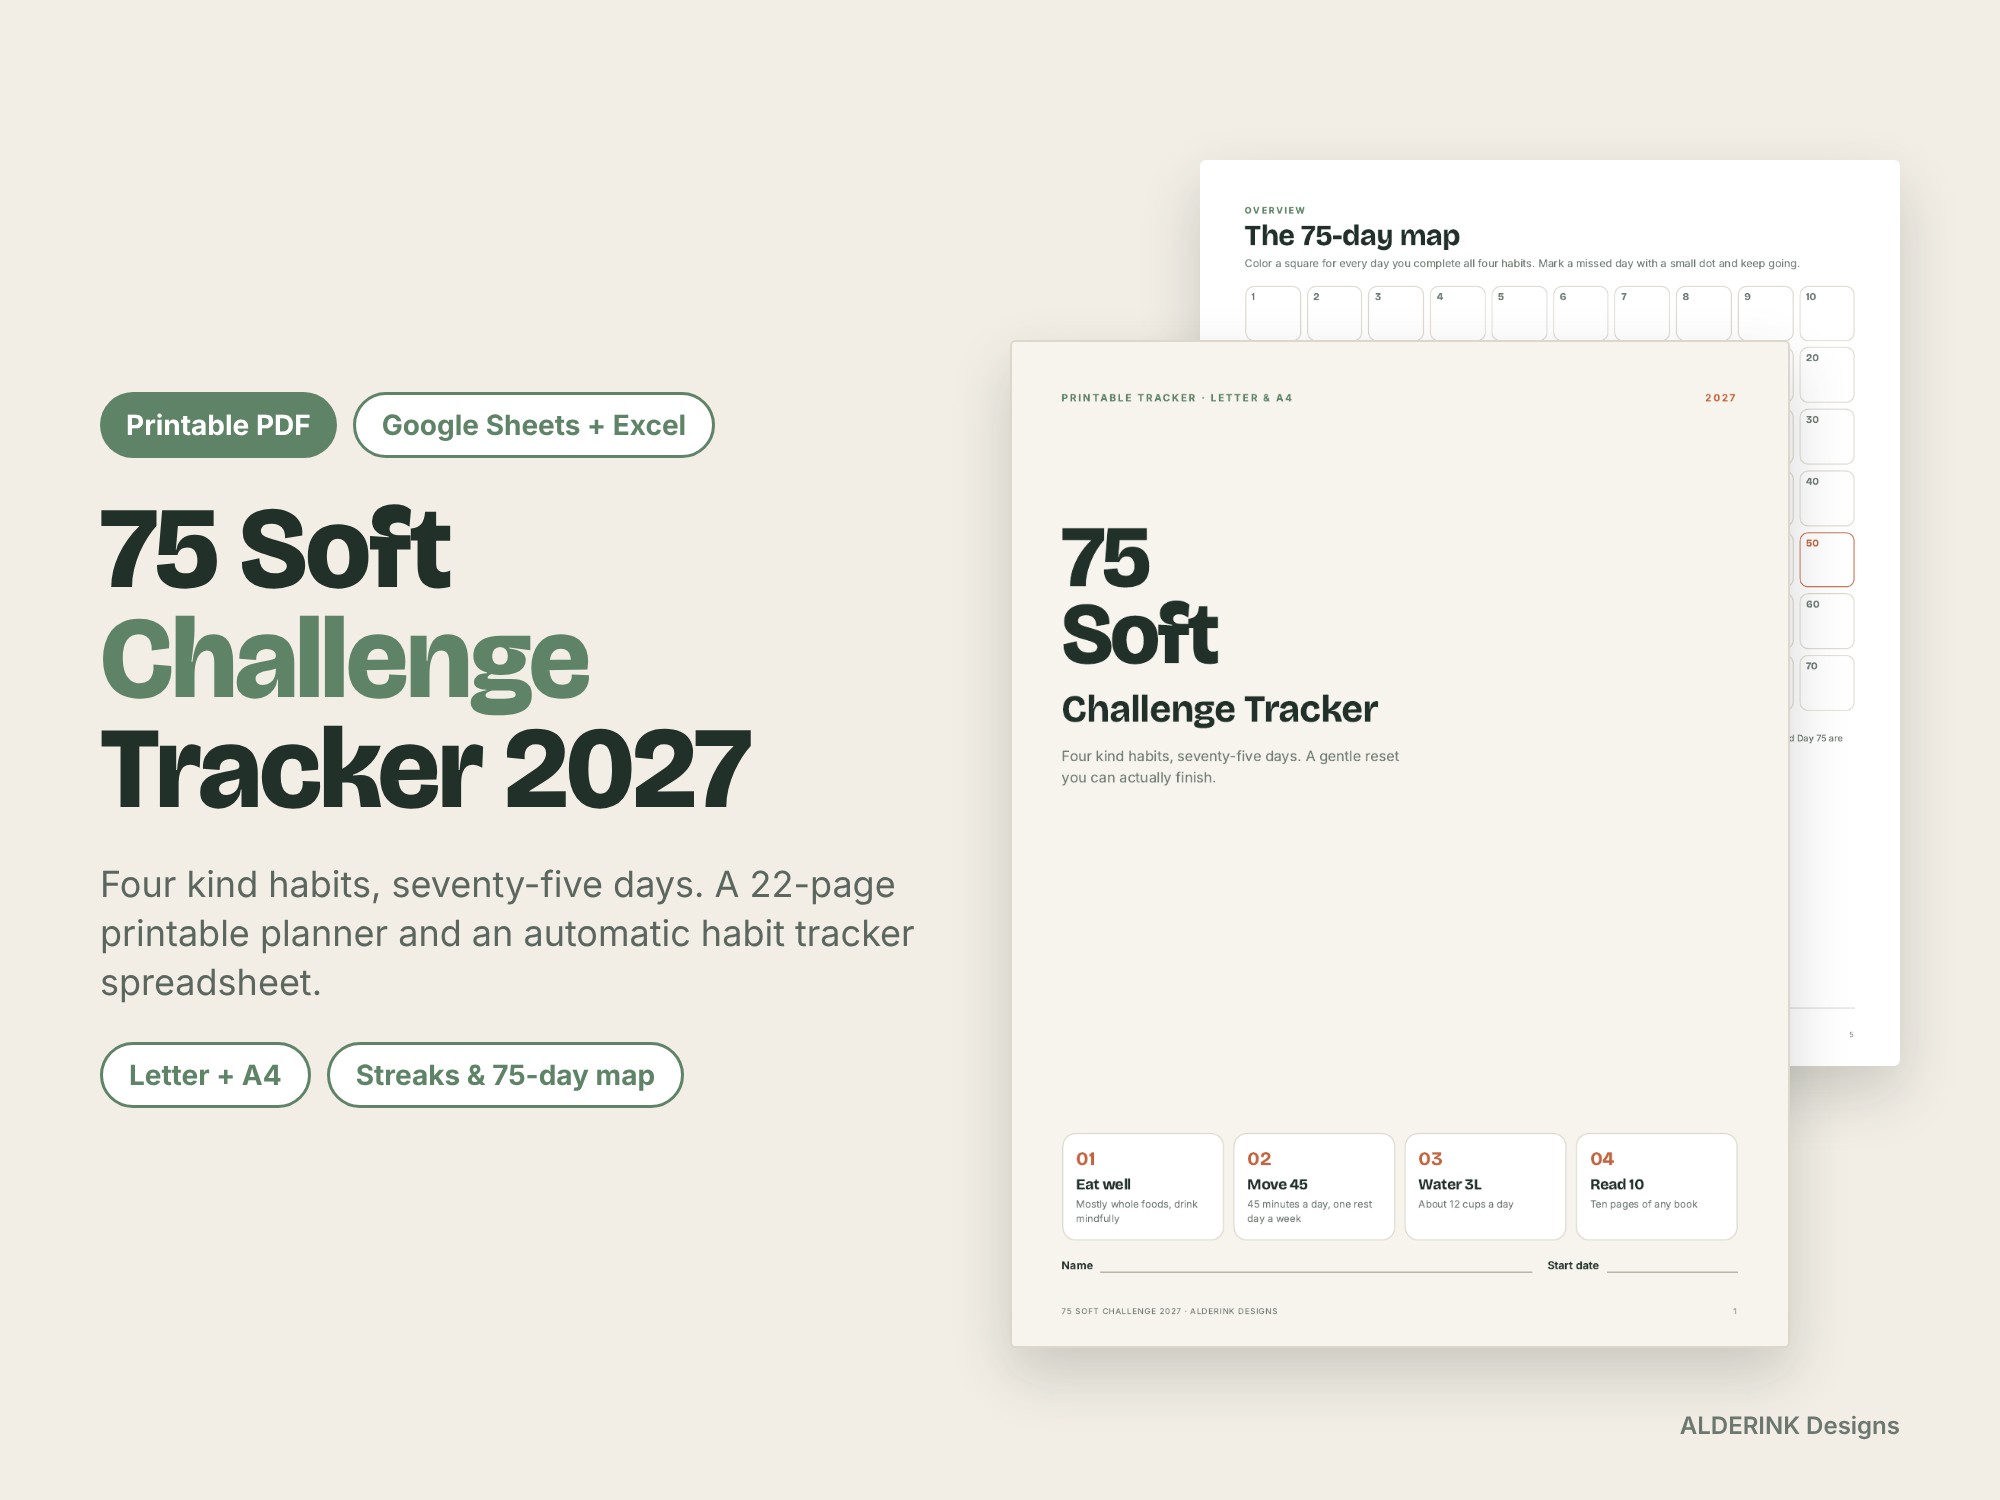 Printable PDF
Google Sheets + Excel
75 Soft
Challenge
Tracker 2027
Four kind habits, seventy-five days. A 22-page
printable planner and an automatic habit tracker
spreadsheet.
Letter + A4
Streaks & 75-day map
OVERVIEW
The 75-day map
Color a square for every day you complete all four habits. Mark a missed day with a small dot and keep going.
1 2 3 4 5 6 7 8 9 10
20
30
40
50
60
70
d Day 75 are
5
PRINTABLE TRACKER · LETTER & A4
2027
75
Soft
Challenge Tracker
Four kind habits, seventy-five days. A gentle reset
you can actually finish.
01
Eat well
Mostly whole foods, drink
mindfully
02
Move 45
45 minutes a day, one rest
day a week
03
Water 3L
About 12 cups a day
04
Read 10
Ten pages of any book
Name
Start date
75 SOFT CHALLENGE 2027 · ALDERINK DESIGNS
1
ALDERINK Designs